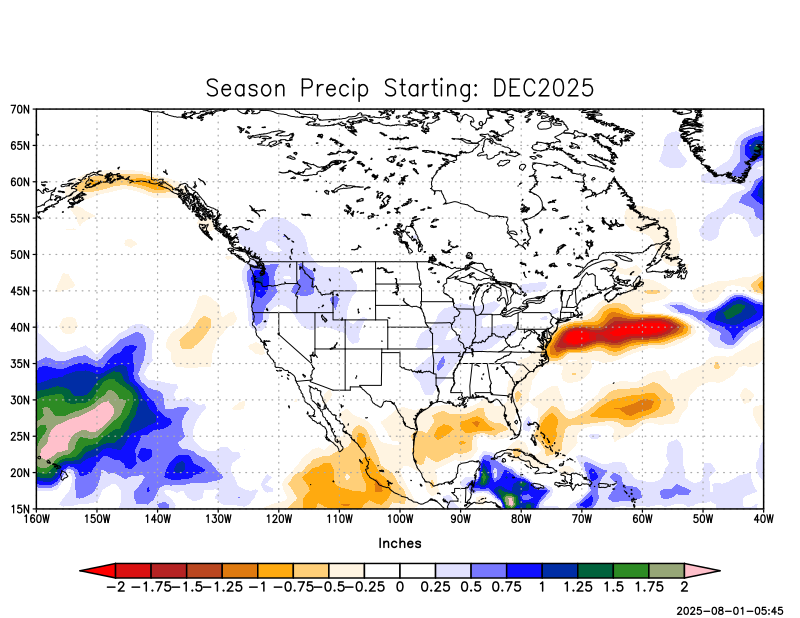 Season Precip Starting: DEC2025
70N
65N
60N
55N
50N
45N
40N
35N
30N
25N
20N
15N
160W 150W 140W 130W 120W 110W 100W 90W 80W 70W 60W 50W 40W
Inches
-2 -1.75 -1.5 -1.25 -1 -0.75 -0.5 -0.25 0 0.25 0.5 0.75 1 1.25 1.5 1.75 2
2025-08-01-05:45